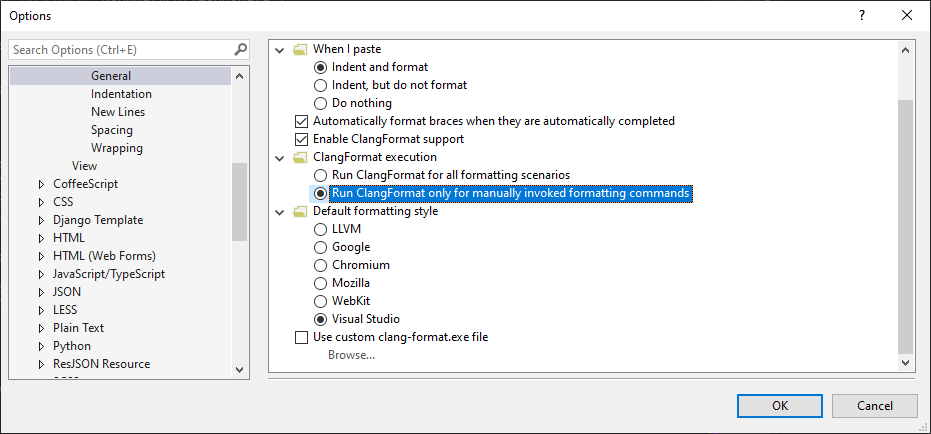 Options
?
Search Options (Ctrl+E)
General
Indentation
New Lines
Spacing
Wrapping
View
CoffeeScript
CSS
Django Template
HTML
HTML (Web Forms)
JavaScript/TypeScript
JSON
LESS
Plain Text
Python
ResJSON Resource
When I paste
Indent and format
Indent, but do not format
Do nothing
Automatically format braces when they are automatically completed
Enable ClangFormat support
ClangFormat execution
Run ClangFormat for all formatting scenarios
Run ClangFormat only for manually invoked formatting commands
Default formatting style
LLVM
Google
Chromium
Mozilla
WebKit
Visual Studio
Use custom clang-format.exe file
Browse...
OK
Cancel